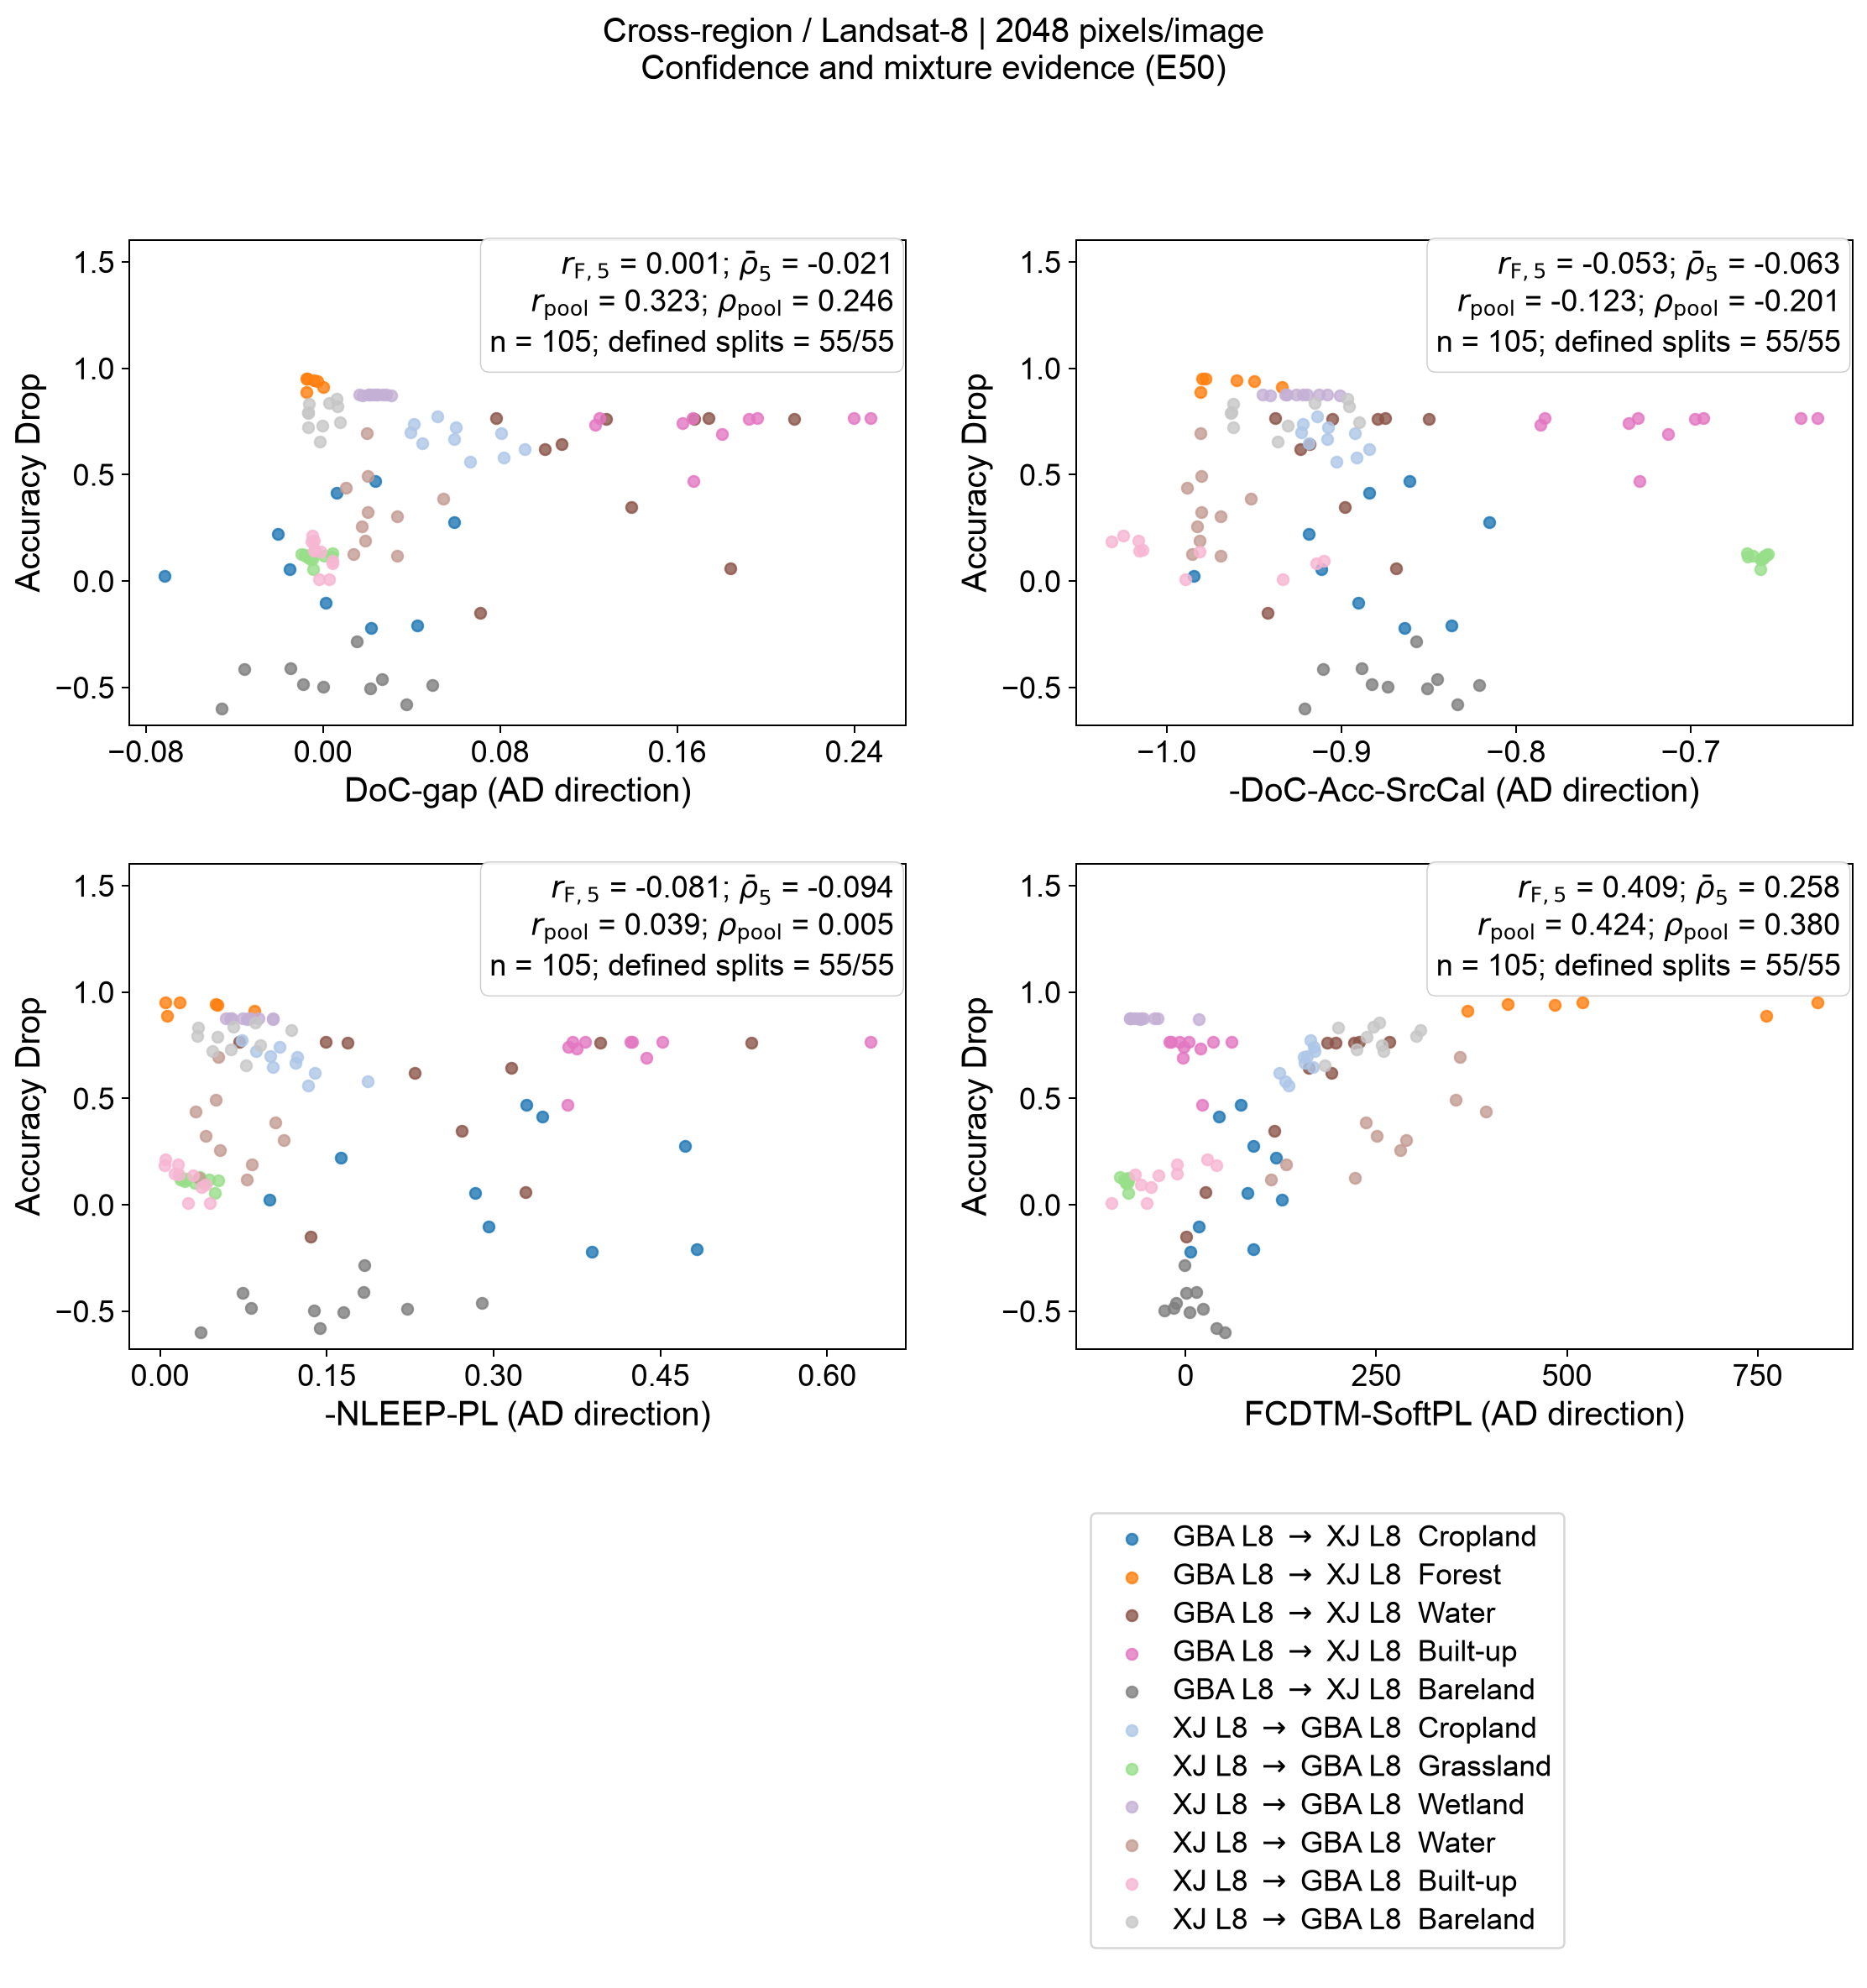 Cross-region / Landsat-8 | 2048 pixels/image
Confidence and mixture evidence (E50)
r_F, 5 = 0.001; ρ̄_5 = -0.021
r_pool = 0.323; ρ_pool = 0.246
n = 105; defined splits = 55/55
1.5
1.0
0.5
0.0
−0.5
Accuracy Drop
−0.08 0.00 0.08 0.16 0.24
DoC-gap (AD direction)
r_F, 5 = -0.053; ρ̄_5 = -0.063
r_pool = -0.123; ρ_pool = -0.201
n = 105; defined splits = 55/55
1.5
1.0
0.5
0.0
−0.5
Accuracy Drop
−1.0 −0.9 −0.8 −0.7
-DoC-Acc-SrcCal (AD direction)
r_F, 5 = -0.081; ρ̄_5 = -0.094
r_pool = 0.039; ρ_pool = 0.005
n = 105; defined splits = 55/55
1.5
1.0
0.5
0.0
−0.5
Accuracy Drop
0.00 0.15 0.30 0.45 0.60
-NLEEP-PL (AD direction)
r_F, 5 = 0.409; ρ̄_5 = 0.258
r_pool = 0.424; ρ_pool = 0.380
n = 105; defined splits = 55/55
1.5
1.0
0.5
0.0
−0.5
Accuracy Drop
0 250 500 750
FCDTM-SoftPL (AD direction)
GBA L8 → XJ L8 Cropland
GBA L8 → XJ L8 Forest
GBA L8 → XJ L8 Water
GBA L8 → XJ L8 Built-up
GBA L8 → XJ L8 Bareland
XJ L8 → GBA L8 Cropland
XJ L8 → GBA L8 Grassland
XJ L8 → GBA L8 Wetland
XJ L8 → GBA L8 Water
XJ L8 → GBA L8 Built-up
XJ L8 → GBA L8 Bareland